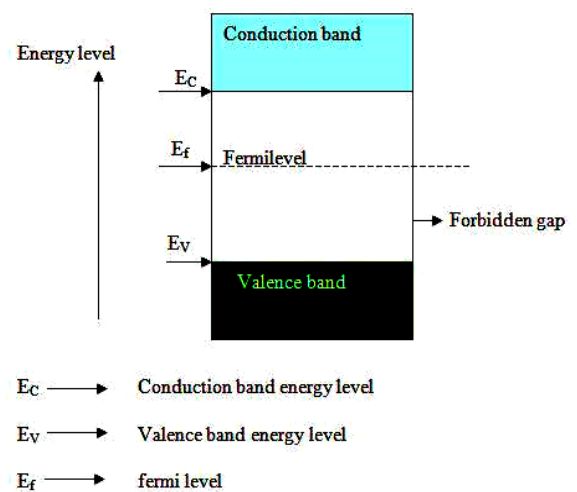 Conduction band
Energy level
EC
Ef
Fermilevel
Forbidden gap
EV
Valence band
EC Conduction band energy level
EV Valence band energy level
Ef fermi level